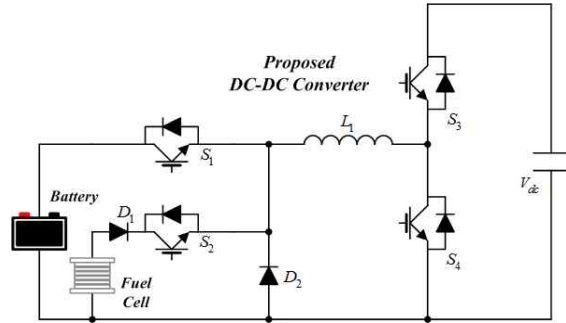 Proposed
DC-DC Converter
S3
L1
S1
Battery
D1
S2
Vdc
S4
Fuel
Cell
D2